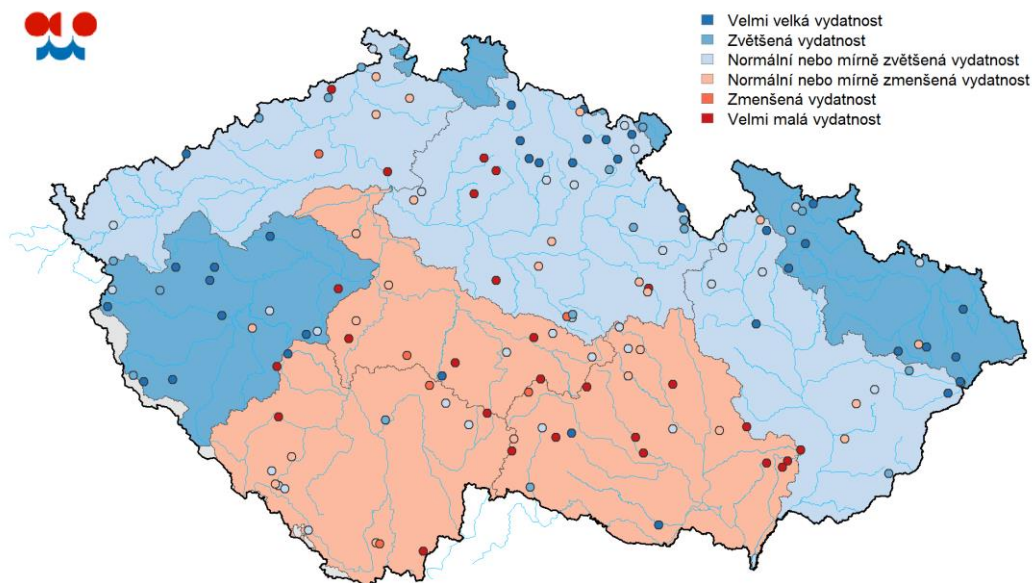 Velmi velká vydatnost
Zvětšená vydatnost
Normální nebo mírně zvětšená vydatnost
Normální nebo mírně zmenšená vydatnost
Zmenšená vydatnost
Velmi malá vydatnost